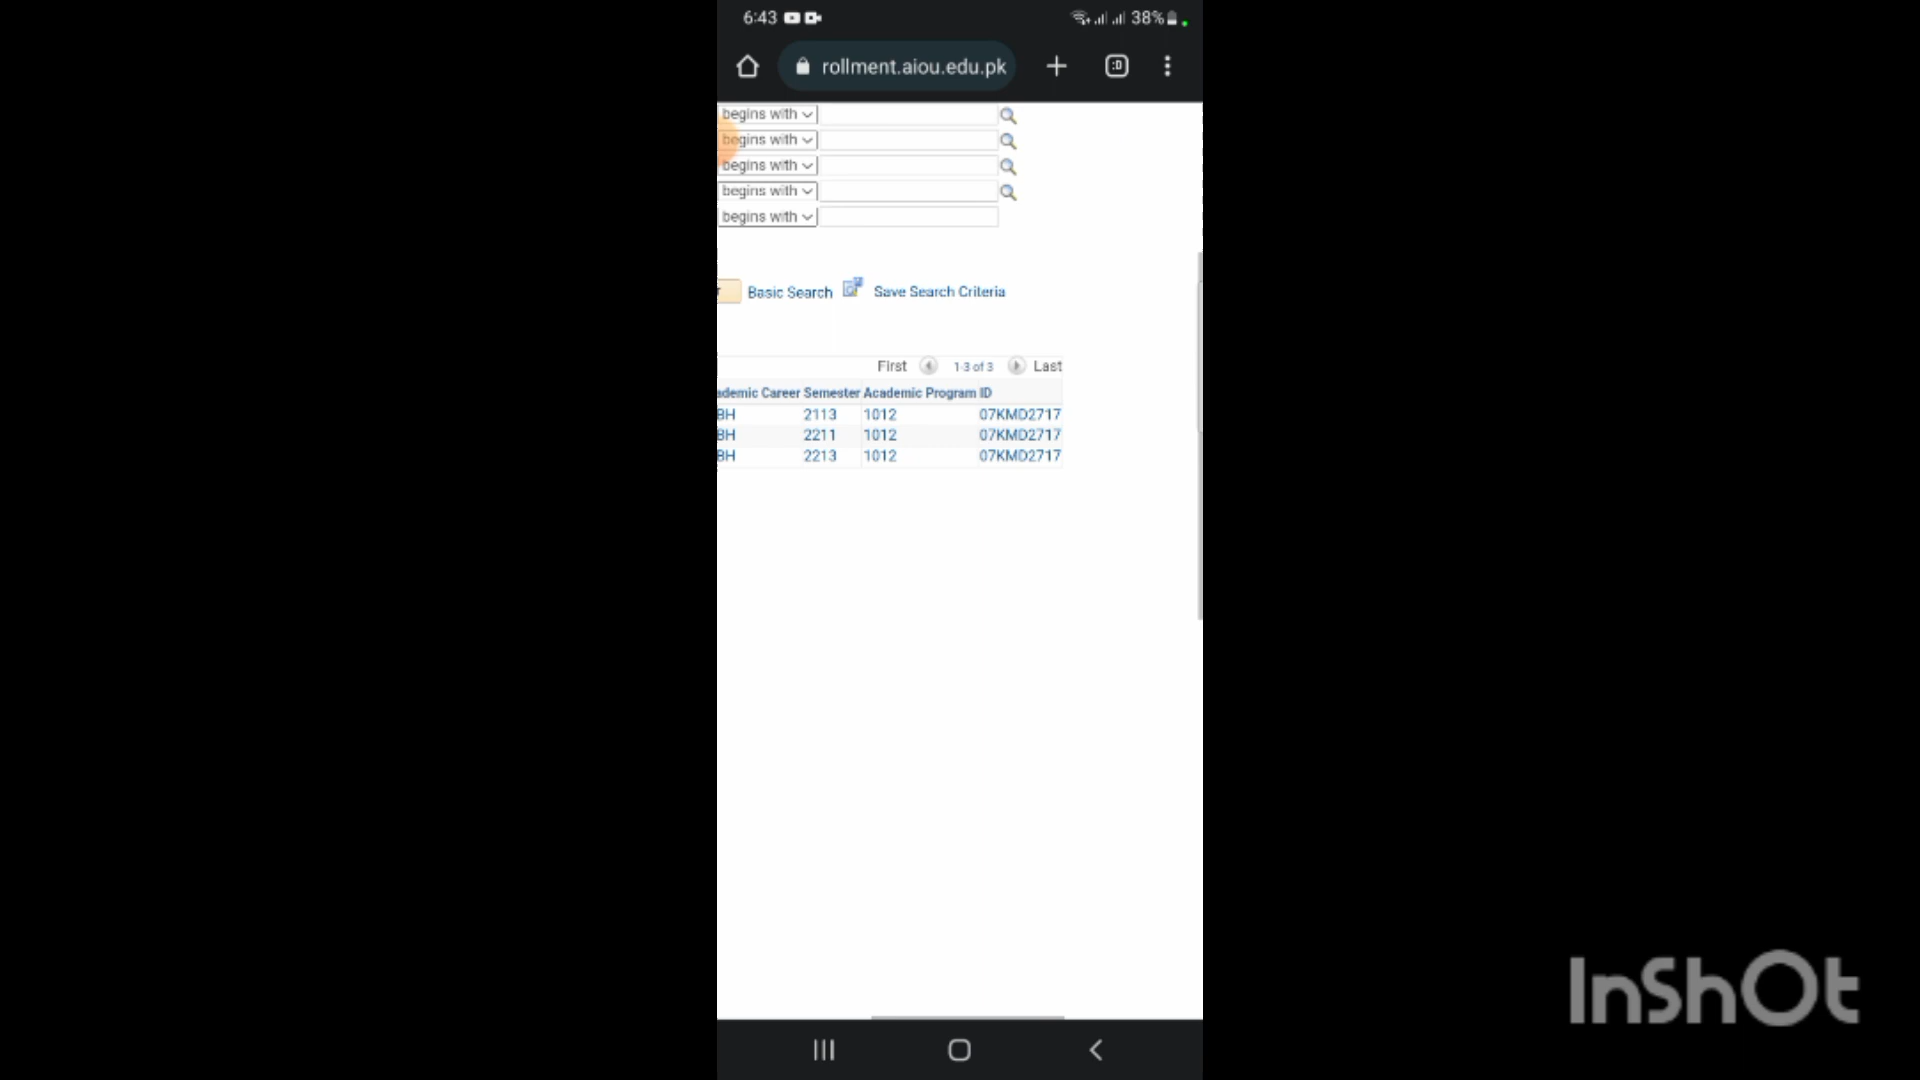 6:43 38%
rollment.aiou.edu.pk :D
begins with
begins with
begins with
begins with
begins with
r Basic Search Save Search Criteria
First 1-3 of 3 Last
ademic Career Semester Academic Program ID
BH 2113 1012 07KMD2717
BH 2211 1012 07KMD2717
BH 2213 1012 07KMD2717
InShOt